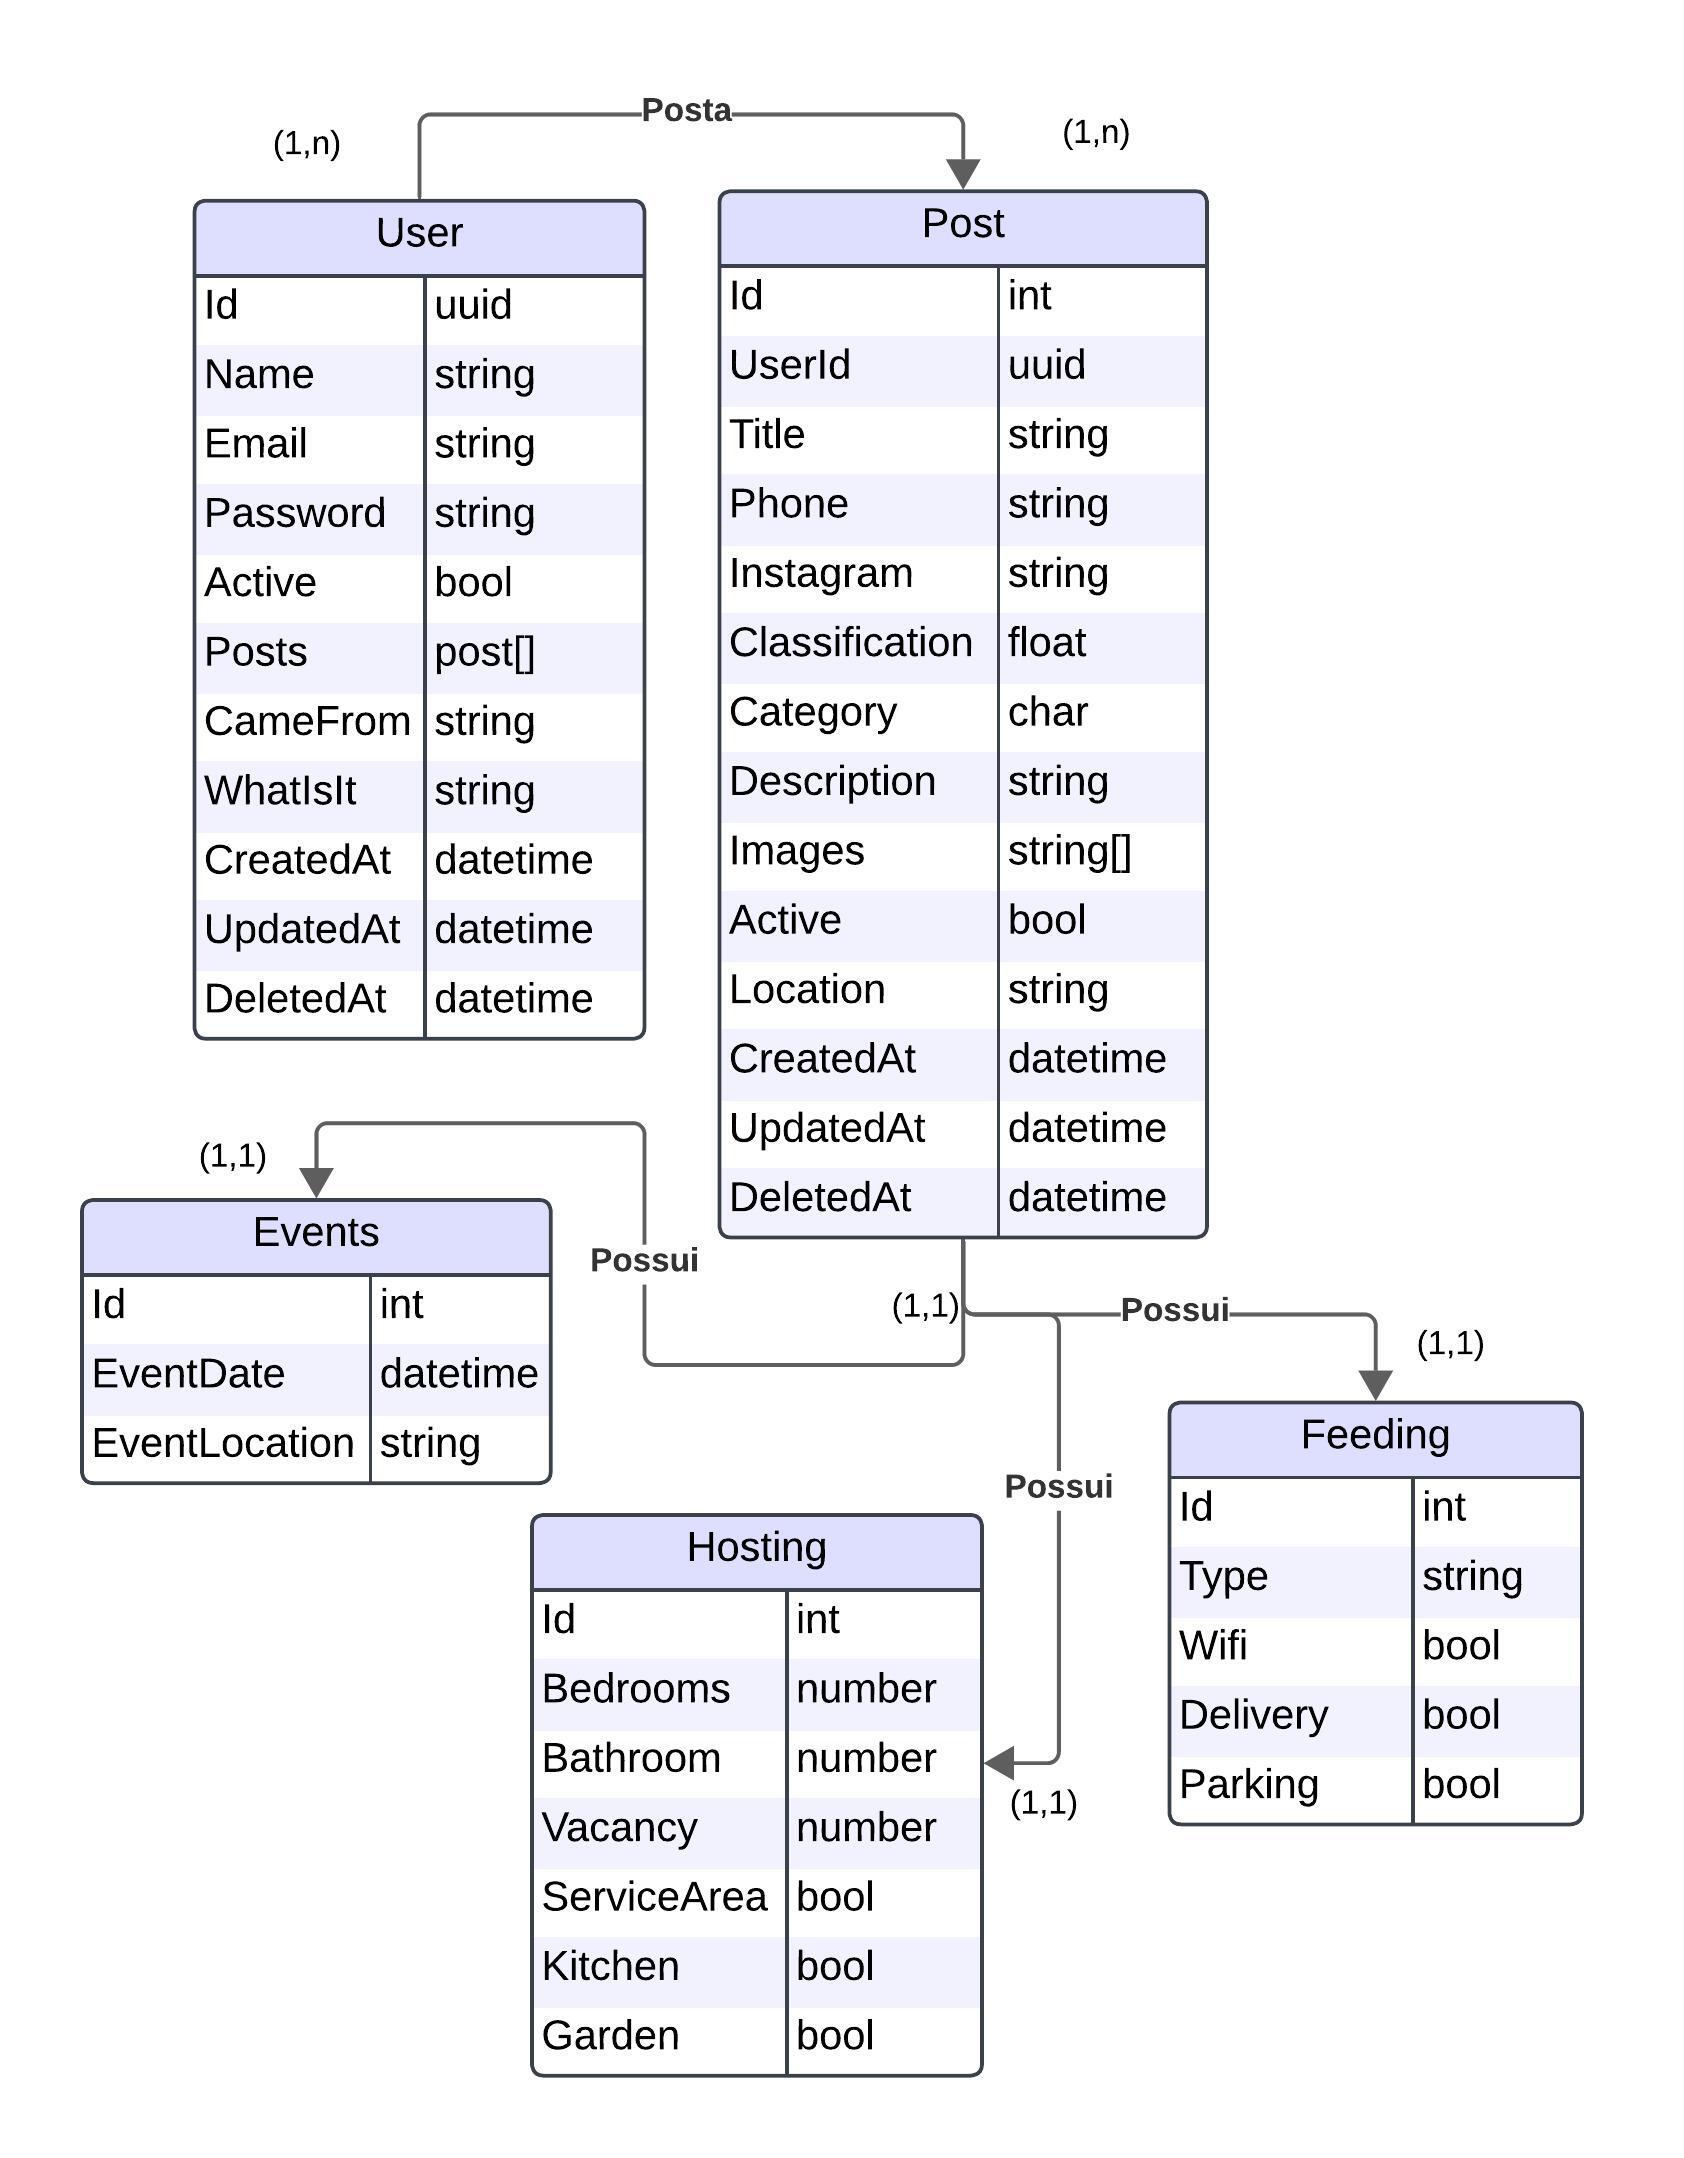 Posta
(1,n)
(1,n)
User
Id uuid
Name string
Email string
Password string
Active bool
Posts post[]
CameFrom string
WhatIsIt string
CreatedAt datetime
UpdatedAt datetime
DeletedAt datetime
Post
Id int
UserId uuid
Title string
Phone string
Instagram string
Classification float
Category char
Description string
Images string[]
Active bool
Location string
CreatedAt datetime
UpdatedAt datetime
DeletedAt datetime
(1,1)
Possui
(1,1)
Possui
(1,1)
Possui
(1,1)
Events
Id int
EventDate datetime
EventLocation string
Hosting
Id int
Bedrooms number
Bathroom number
Vacancy number
ServiceArea bool
Kitchen bool
Garden bool
Feeding
Id int
Type string
Wifi bool
Delivery bool
Parking bool